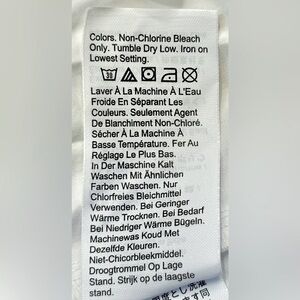 Colors. Non-Chlorine Bleach
Only. Tumble Dry Low. Iron on
Lowest Setting.
30
Laver À La Machine À L'Eau
Froide En Séparant Les
Couleurs. Seulement Agent
De Blanchiment Non-Chloré.
Sécher À La Machine À
Basse Température. Fer Au
Réglage Le Plus Bas.
In Der Maschine Kalt
Waschen Mit Ähnlichen
Farben Waschen. Nur
Chlorfreies Bleichmittel
Verwenden. Bei Geringer
Wärme Trocknen. Bei Bedarf
Bei Niedriger Wärme Bügeln.
Machinewas Koud Met
Dezelfde Kleuren.
Niet-Chicorbleekmiddel.
Droogtrommel Op Lage
Stand. Strijk op de laagste
stand.